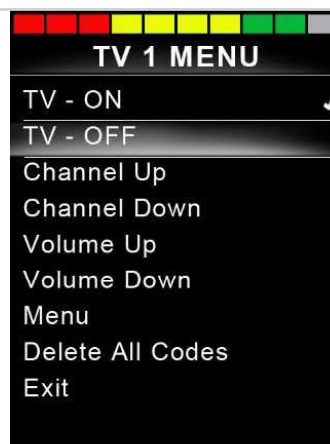 TV 1 MENU
TV - ON
TV - OFF
Channel Up
Channel Down
Volume Up
Volume Down
Menu
Delete All Codes
Exit